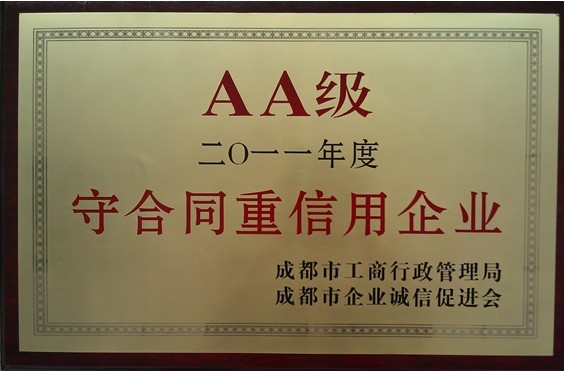 AA级
二〇一一年度
守合同重信用企业
成都市工商行政管理局
成都市企业诚信促进会